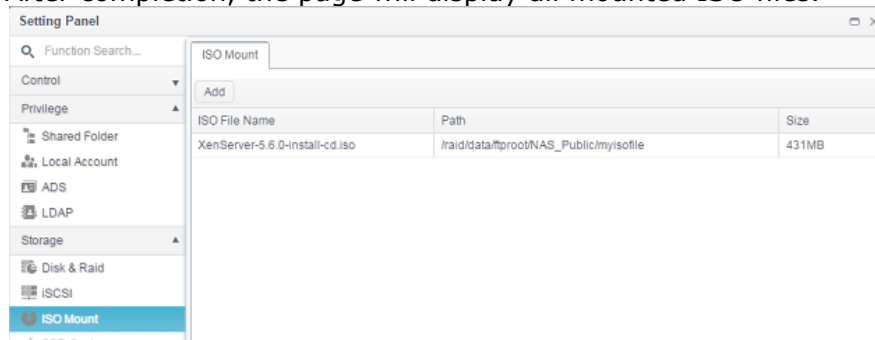 After completion, the page will display all mounted ISO files.
Setting Panel
Function Search...
ISO Mount
Control
Add
Privilege
ISO File Name Path Size
Shared Folder
XenServer-5.6.0-install-cd.iso /raid/data/ftproot/NAS_Public/myisofile 431MB
Local Account
ADS
LDAP
Storage
Disk & Raid
iSCSI
ISO Mount